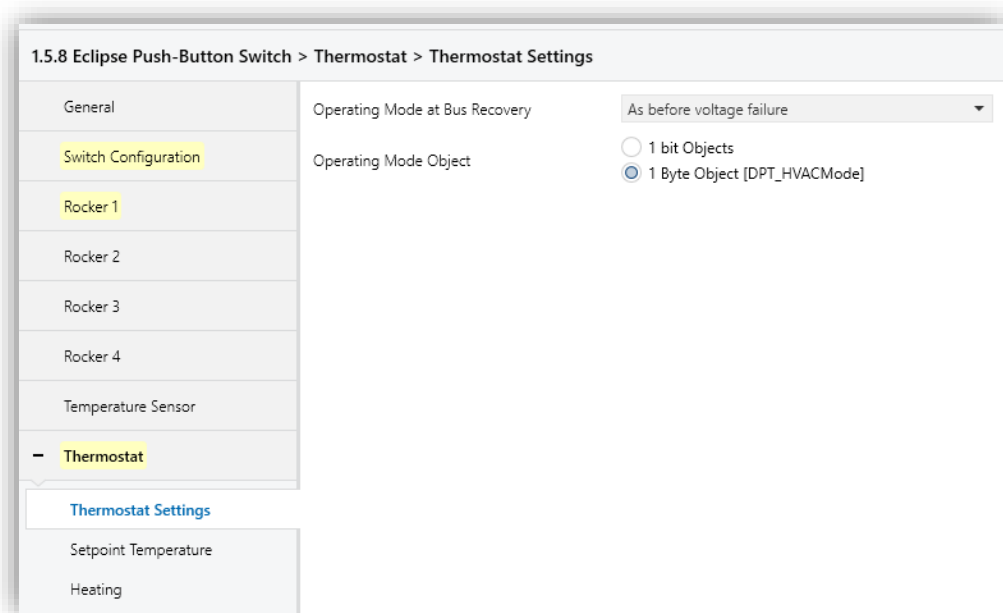 1.5.8 Eclipse Push-Button Switch > Thermostat > Thermostat Settings
General
Switch Configuration
Rocker 1
Rocker 2
Rocker 3
Rocker 4
Temperature Sensor
Thermostat
Thermostat Settings
Setpoint Temperature
Heating
Operating Mode at Bus Recovery As before voltage failure
Operating Mode Object
1 bit Objects
1 Byte Object [DPT_HVACMode]